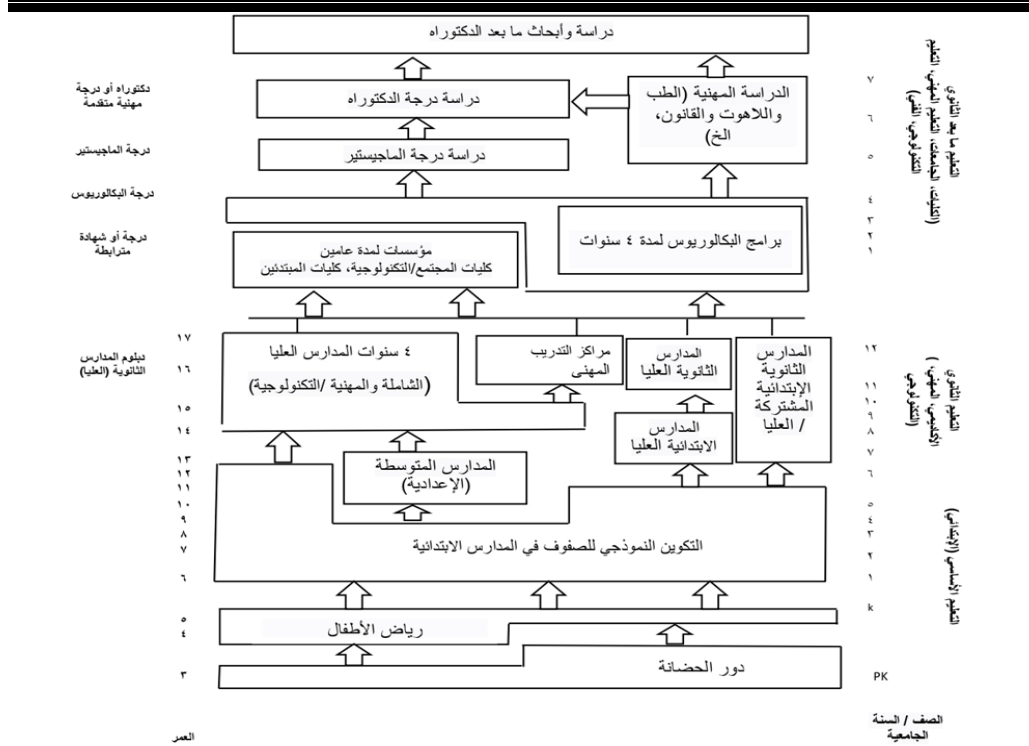 دراسة وأبحاث ما بعد الدكتوراه
التعليم ما بعد الثانوي
(الكليات، الجامعات، التعليم المهني، التعليم
التكنولوجي، الفني)
دكتوراه أو درجة
مهنية متقدمة
دراسة درجة الدكتوراه
الدراسة المهنية (الطب
واللاهوت والقانون،
الخ)
٧
٦
٥
درجة الماجيستير
دراسة درجة الماجيستير
درجة البكالوريوس
٤
٣
٢
١
برامج البكالوريوس لمدة ٤ سنوات
درجة أو شهادة
مترابطة
مؤسسات لمدة عامين
كليات المجتمع/التكنولوجية، كليات المبتدئين
دبلوم المدارس
الثانوية (العليا)
١٧
١٦
١٥
١٤
١٣
١٢
١١
١٠
٩
٨
٧
٦
٥
٤
٣
٤ سنوات المدارس العليا
(الشاملة والمهنية /التكنولوجية)
مراكز التدريب
المهنى
المدارس
الثانوية العليا
المدارس
الابتدائية العليا
المدارس
الثانوية
الإبتدائية
المشتركة
/ العليا
١٢
١١
١٠
٩
٨
٧
٦
٥
٤
٣
٢
١
k
PK
التعليم الثانوي
(الأكاديمي، المهني،
التكنولوجي)
المدارس المتوسطة
(الإعدادية)
التكوين النموذجي للصفوف في المدارس الابتدائية
التعليم الأساسي (الإبتدائي)
رياض الأطفال
دور الحضانة
العمر
الصف / السنة
الجامعية